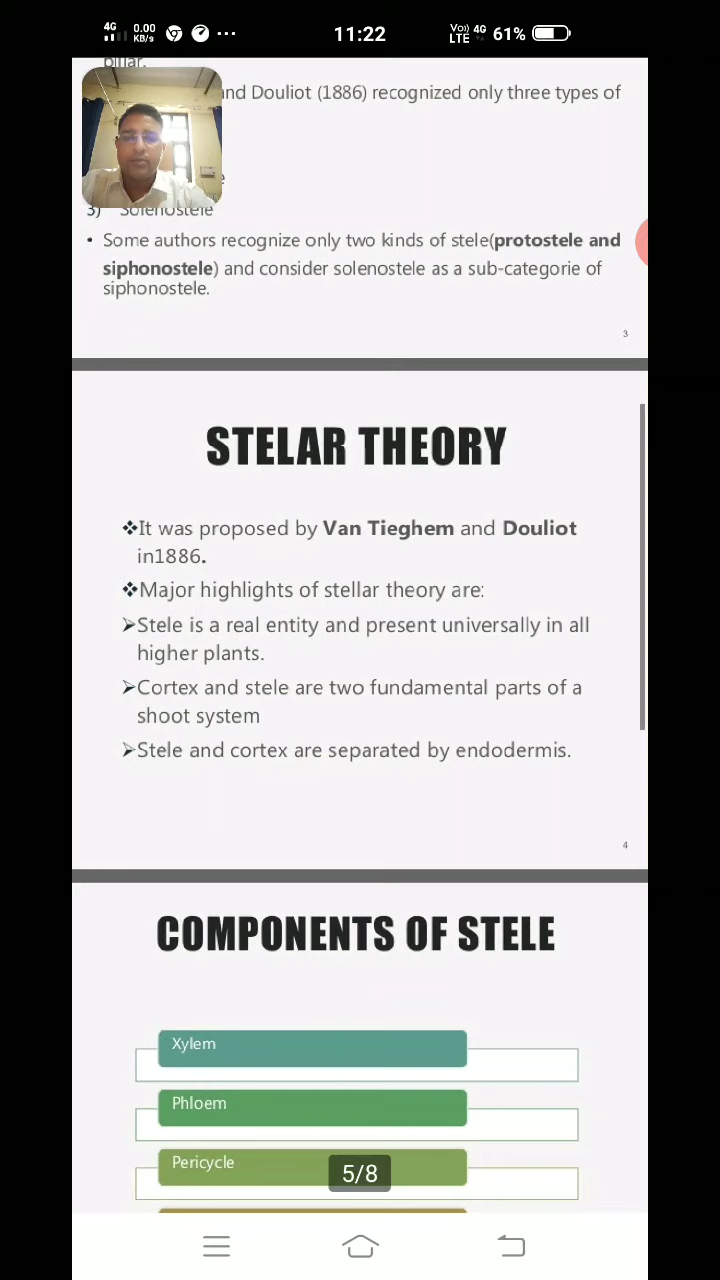 4G 0.00 KB/s ... 11:22 Vo) LTE 4G 61%
pillar.
nd Douliot (1886) recognized only three types of
e
3) Solenostele
• Some authors recognize only two kinds of stele(protostele and
siphonostele) and consider solenostele as a sub-categorie of
siphonostele.
3
STELAR THEORY
❖It was proposed by Van Tieghem and Douliot
in1886.
❖Major highlights of stellar theory are:
➢Stele is a real entity and present universally in all
higher plants.
➢Cortex and stele are two fundamental parts of a
shoot system
➢Stele and cortex are separated by endodermis.
4
COMPONENTS OF STELE
Xylem
Phloem
Pericycle
5/8